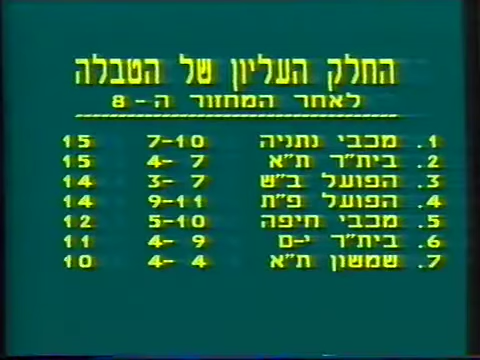 החלק העליון של הטבלה
לאחר המחזור ה-8
1. מכבי נתניה 7-10 15
2. בית"ר ת"א 4- 7 15
3. הפועל ב"ש 3- 7 14
4. הפועל פ"ת 9-11 14
5. מכבי חיפה 5-10 12
6. בית"ר י-ם 4- 9 11
7. שמשון ת"א 4- 4 10